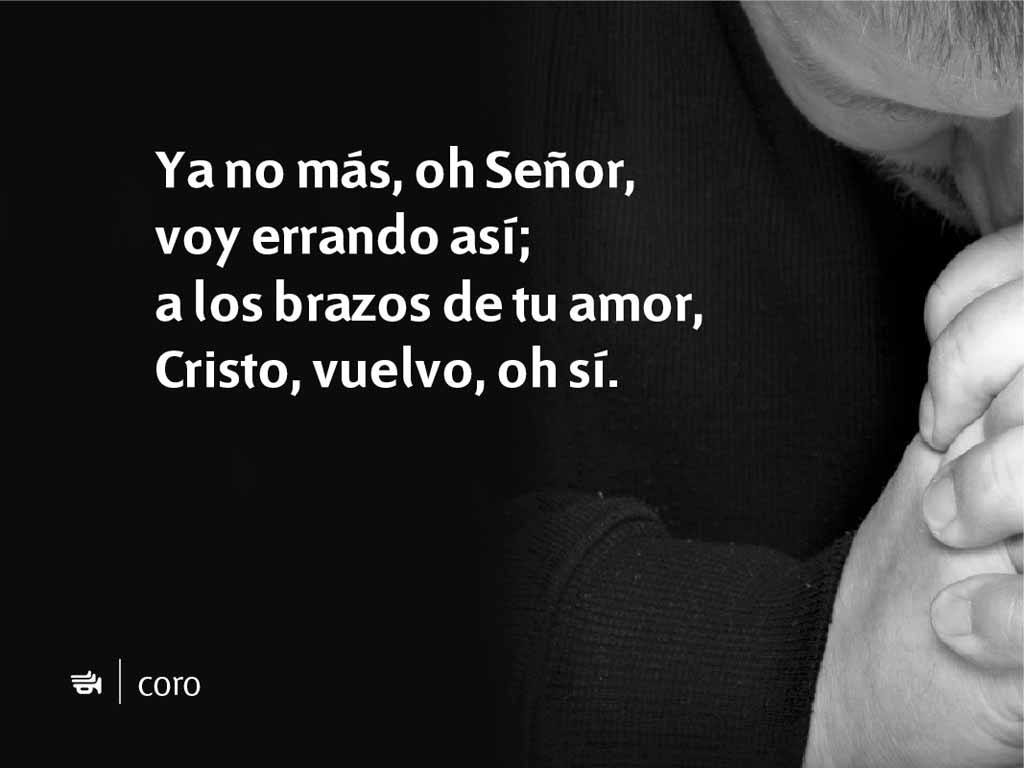 Ya no más, oh Señor,
voy errando así;
a los brazos de tu amor,
Cristo, vuelvo, oh sí.
coro